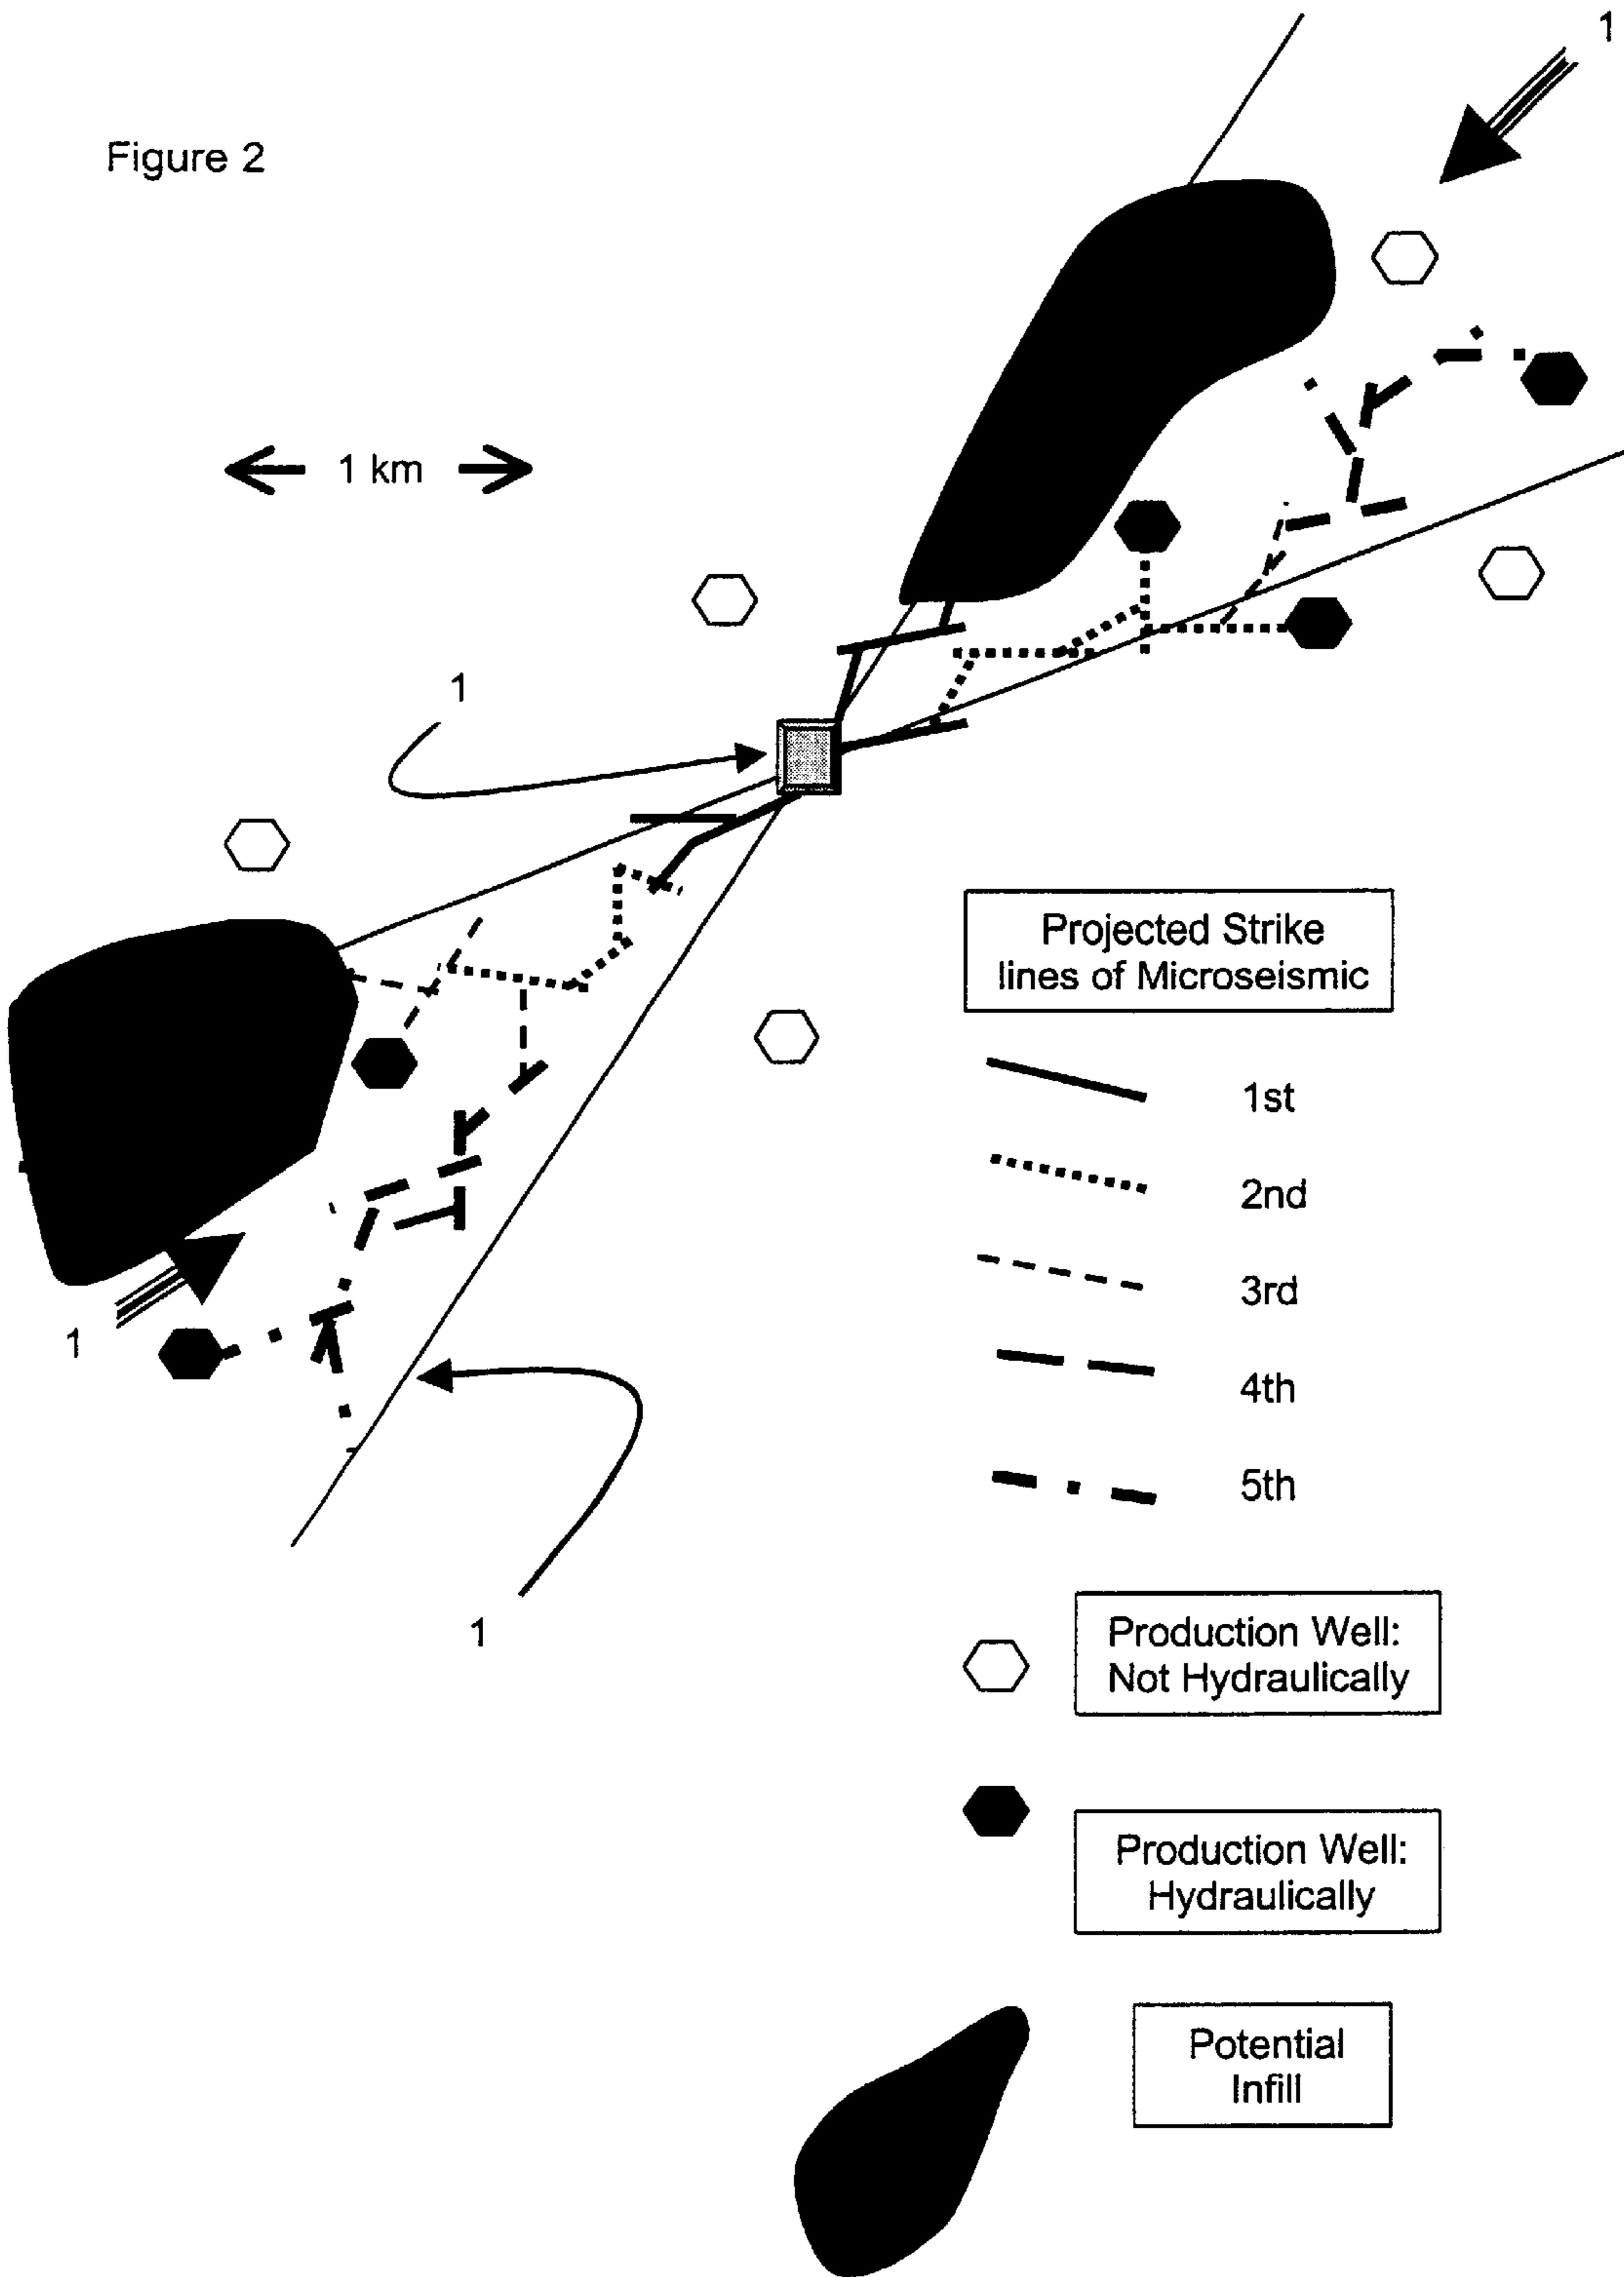 1
Figure 2
1 km
1
Projected Strike
lines of Microseismic
1st
2nd
3rd
1
4th
5th
1
Production Well:
Not Hydraulically
Production Well:
Hydraulically
Potential
Infill